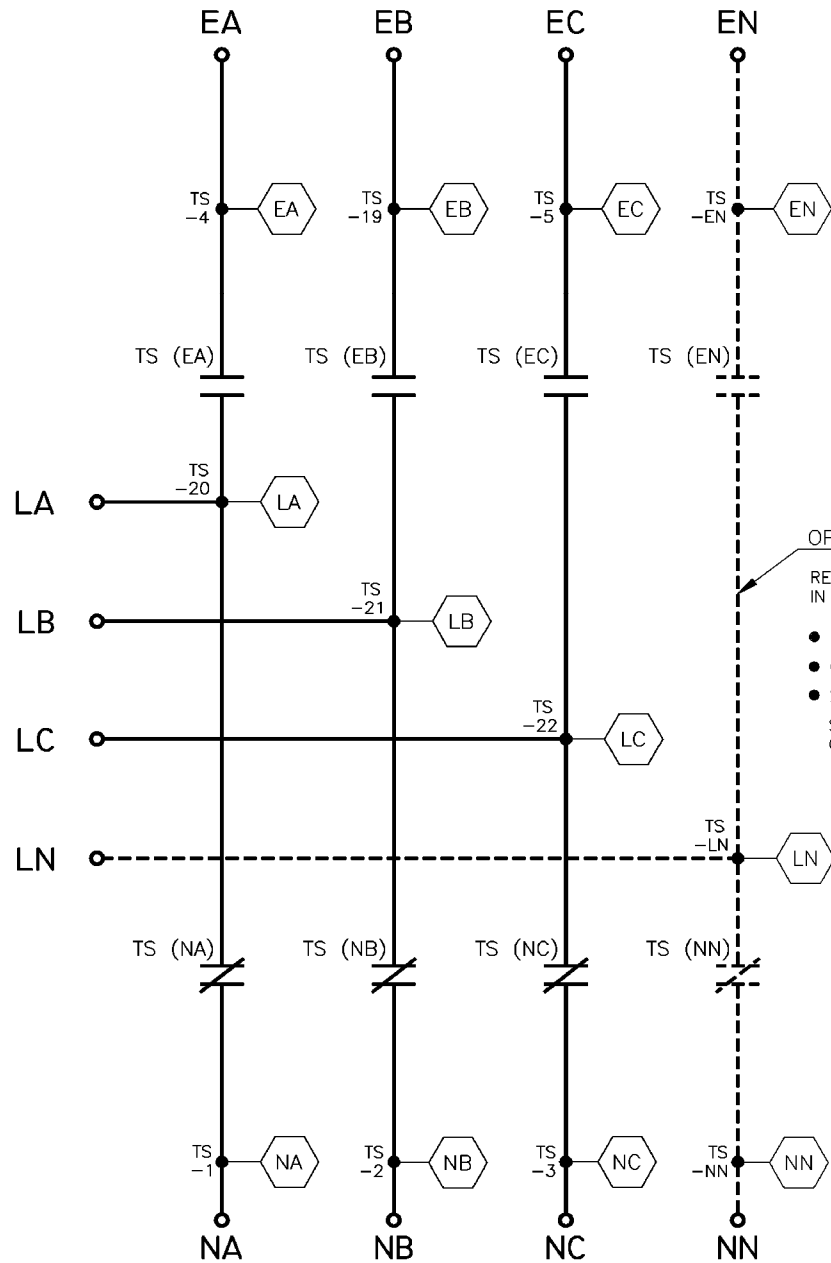 EA EB EC EN
TS -4 EA TS -19 EB TS -5 EC TS -EN EN
TS (EA) TS (EB) TS (EC) TS (EN)
TS -20
LA LA
OP
RE
IN
TS -21
LB LB
TS -22
LC LC
TS -LN
LN LN
TS (NA) TS (NB) TS (NC) TS (NN)
TS -1 NA TS -2 NB TS -3 NC TS -NN NN
NA NB NC NN